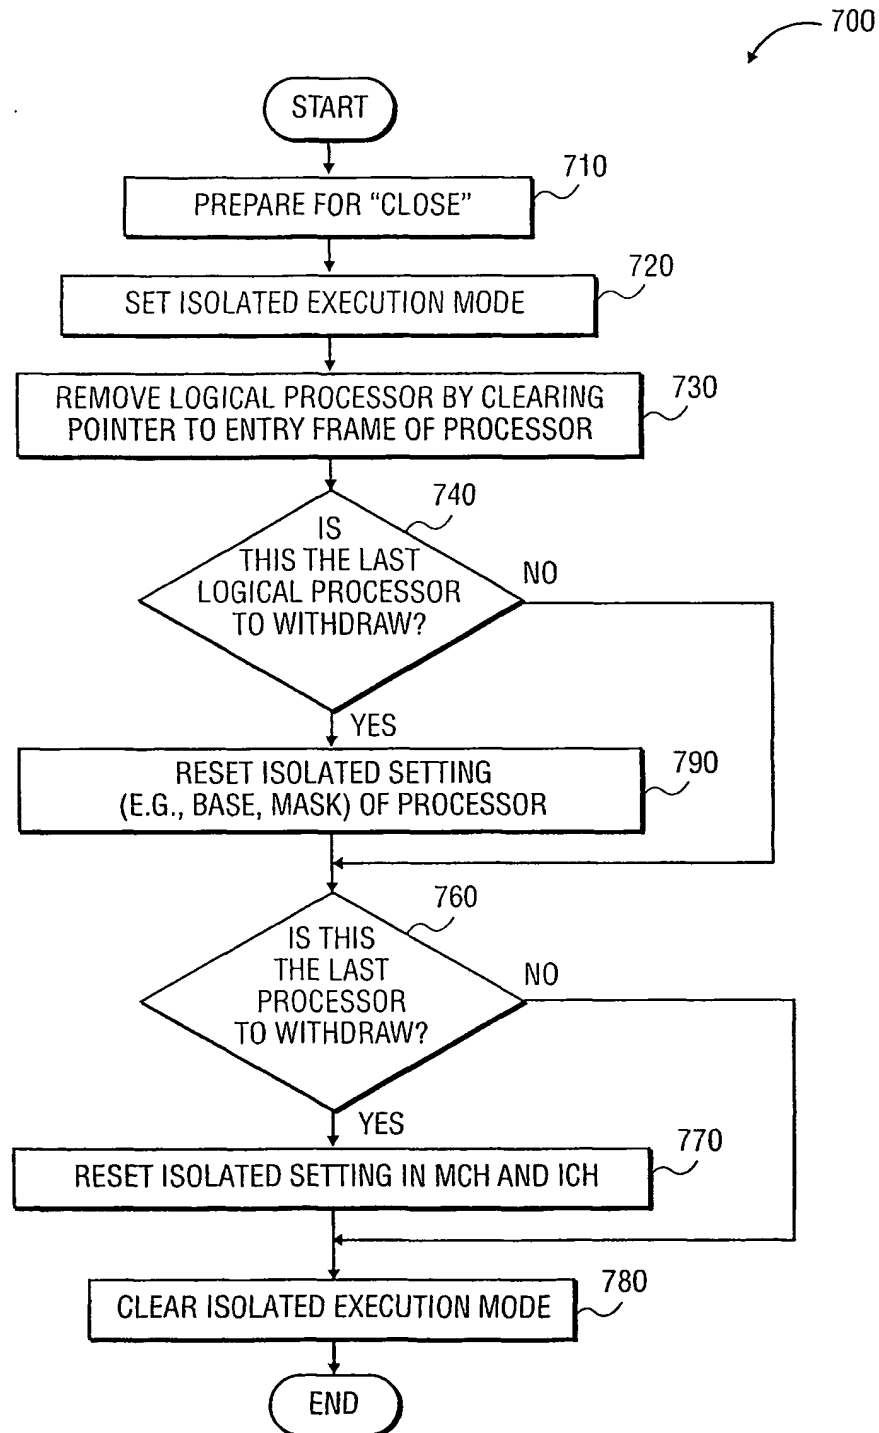 700
START
710
PREPARE FOR “CLOSE”
720
SET ISOLATED EXECUTION MODE
730
REMOVE LOGICAL PROCESSOR BY CLEARING
POINTER TO ENTRY FRAME OF PROCESSOR
740
IS
THIS THE LAST
LOGICAL PROCESSOR
TO WITHDRAW?
NO
YES
790
RESET ISOLATED SETTING
(E.G., BASE, MASK) OF PROCESSOR
760
IS THIS
THE LAST
PROCESSOR
TO WITHDRAW?
NO
YES
770
RESET ISOLATED SETTING IN MCH AND ICH
780
CLEAR ISOLATED EXECUTION MODE
END